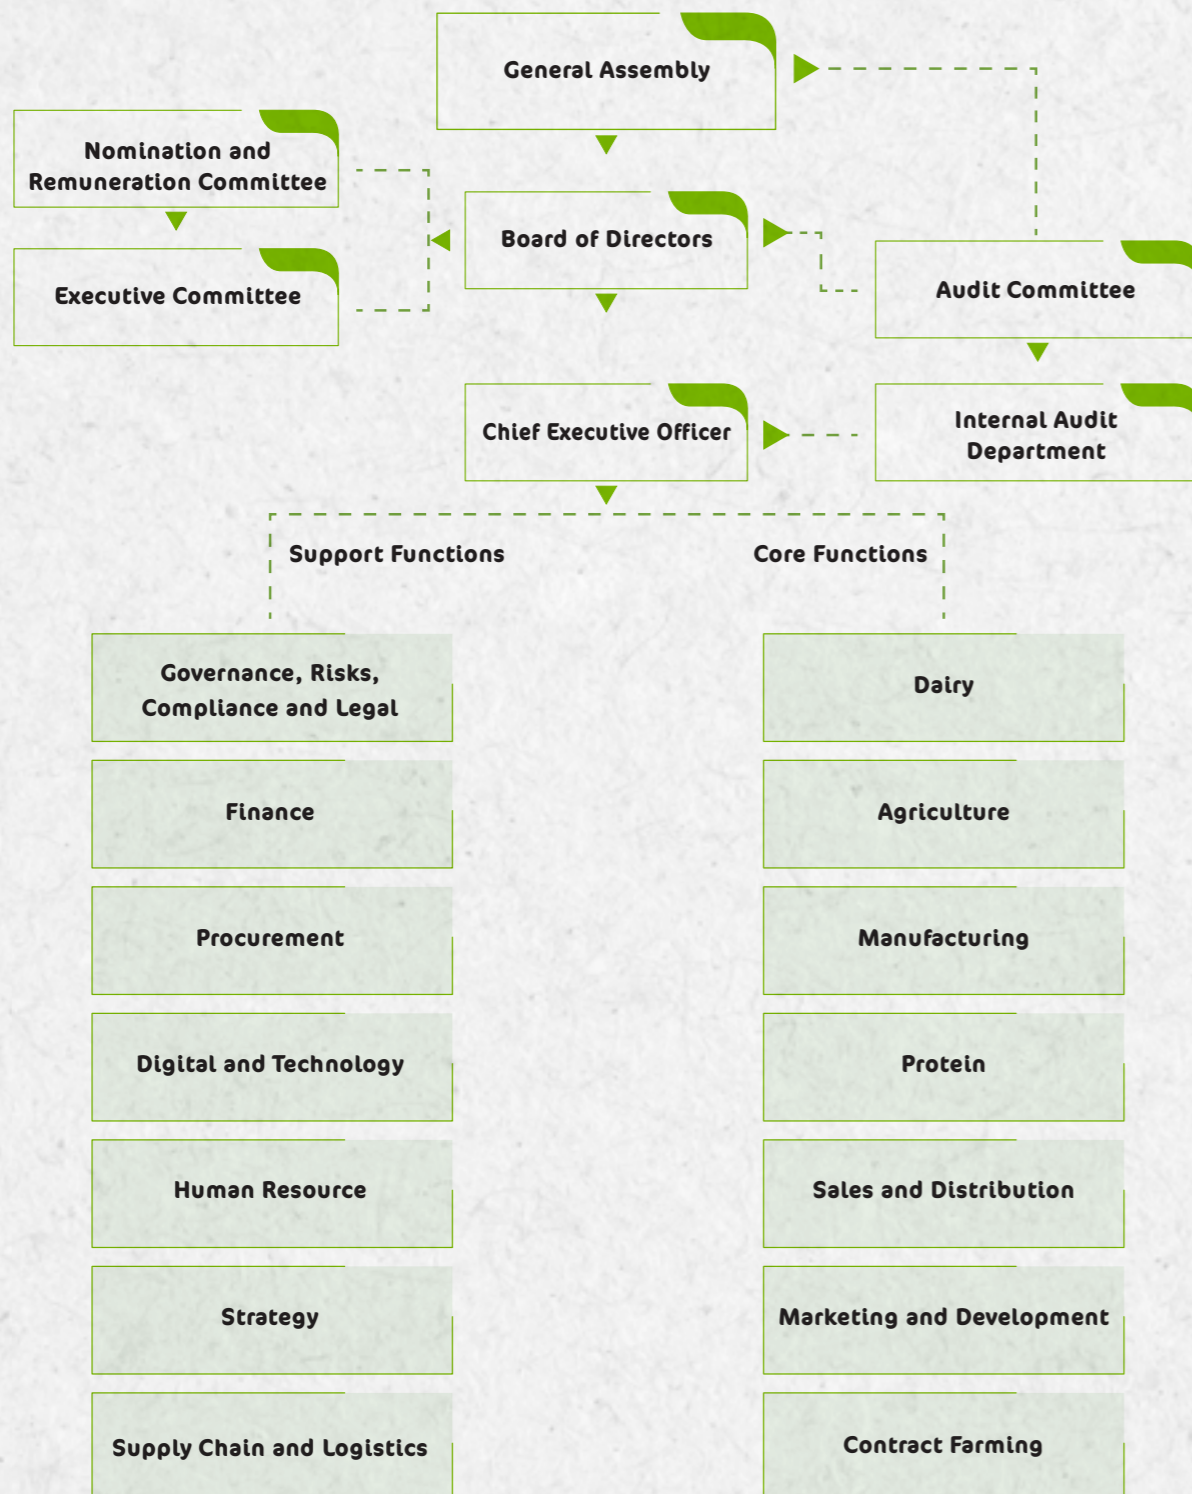 General Assembly
Nomination and
Remuneration Committee
Board of Directors
Executive Committee
Audit Committee
Chief Executive Officer
Internal Audit
Department
Support Functions
Core Functions
Governance, Risks,
Compliance and Legal
Dairy
Finance
Agriculture
Procurement
Manufacturing
Digital and Technology
Protein
Human Resource
Sales and Distribution
Strategy
Marketing and Development
Supply Chain and Logistics
Contract Farming